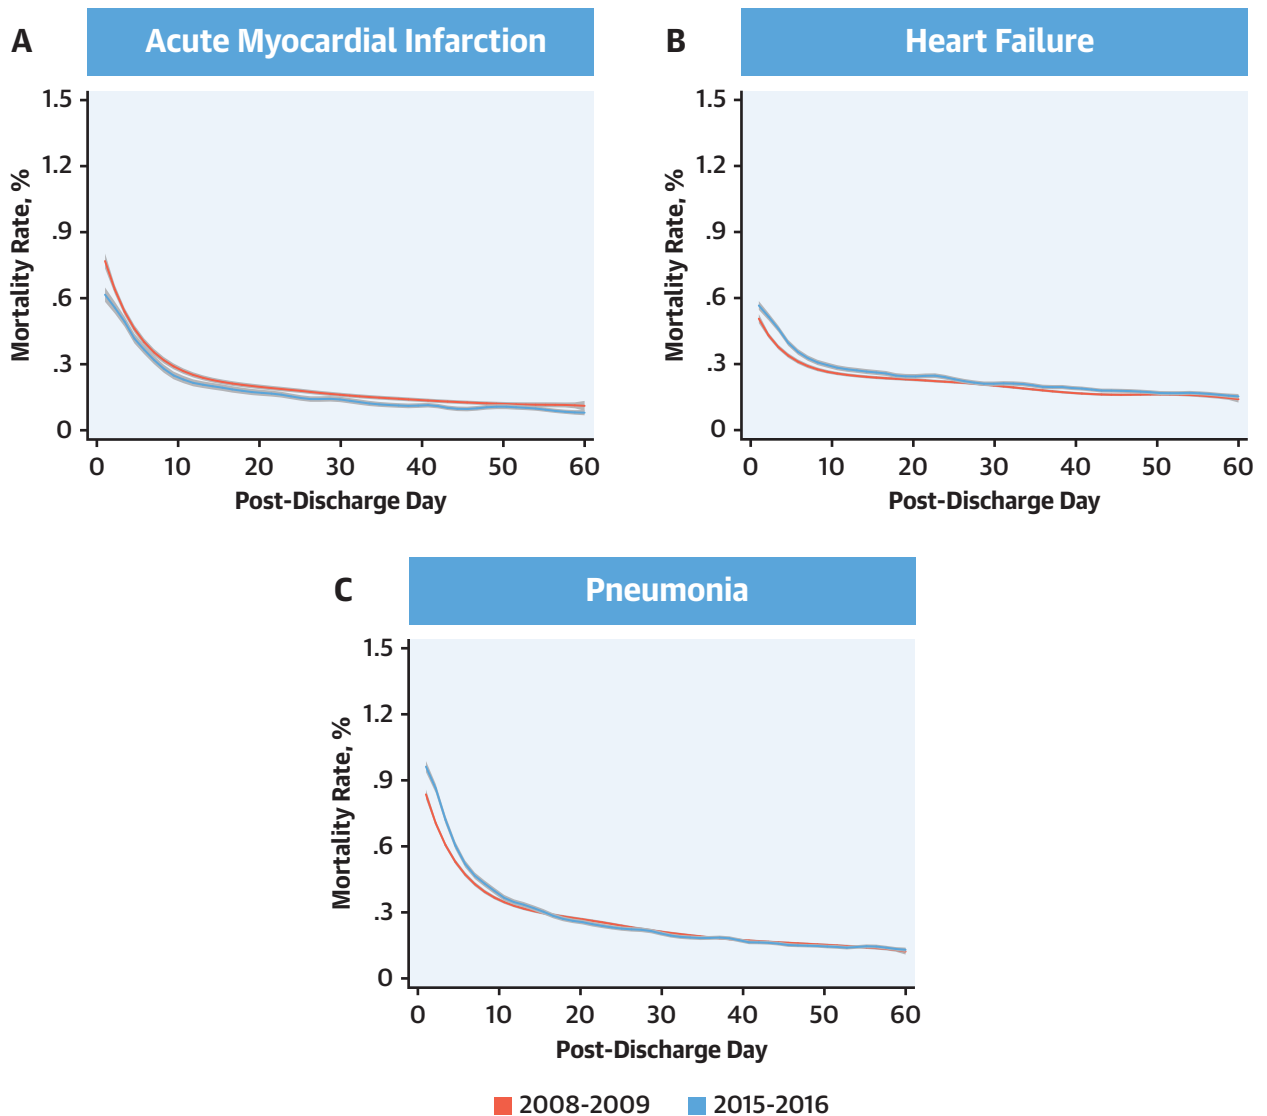 A
Acute Myocardial Infarction
Mortality Rate, %
1.5
1.2
.9
.6
.3
0
0 10 20 30 40 50 60
Post-Discharge Day
B
Heart Failure
Mortality Rate, %
1.5
1.2
.9
.6
.3
0
0 10 20 30 40 50 60
Post-Discharge Day
C
Pneumonia
Mortality Rate, %
1.5
1.2
.9
.6
.3
0
0 10 20 30 40 50 60
Post-Discharge Day
2008-2009 2015-2016